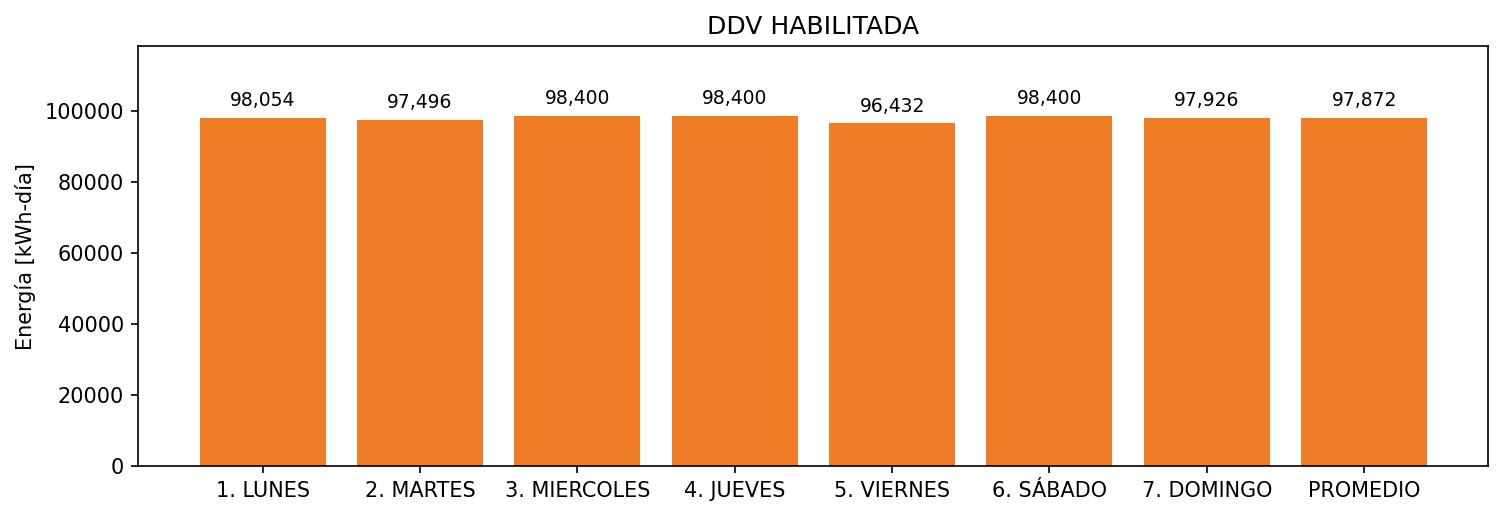 DDV HABILITADA
Energía [kWh-día]
100000
80000
60000
40000
20000
0
98,054
97,496
98,400
98,400
96,432
98,400
97,926
97,872
1. LUNES
2. MARTES
3. MIERCOLES
4. JUEVES
5. VIERNES
6. SÁBADO
7. DOMINGO
PROMEDIO